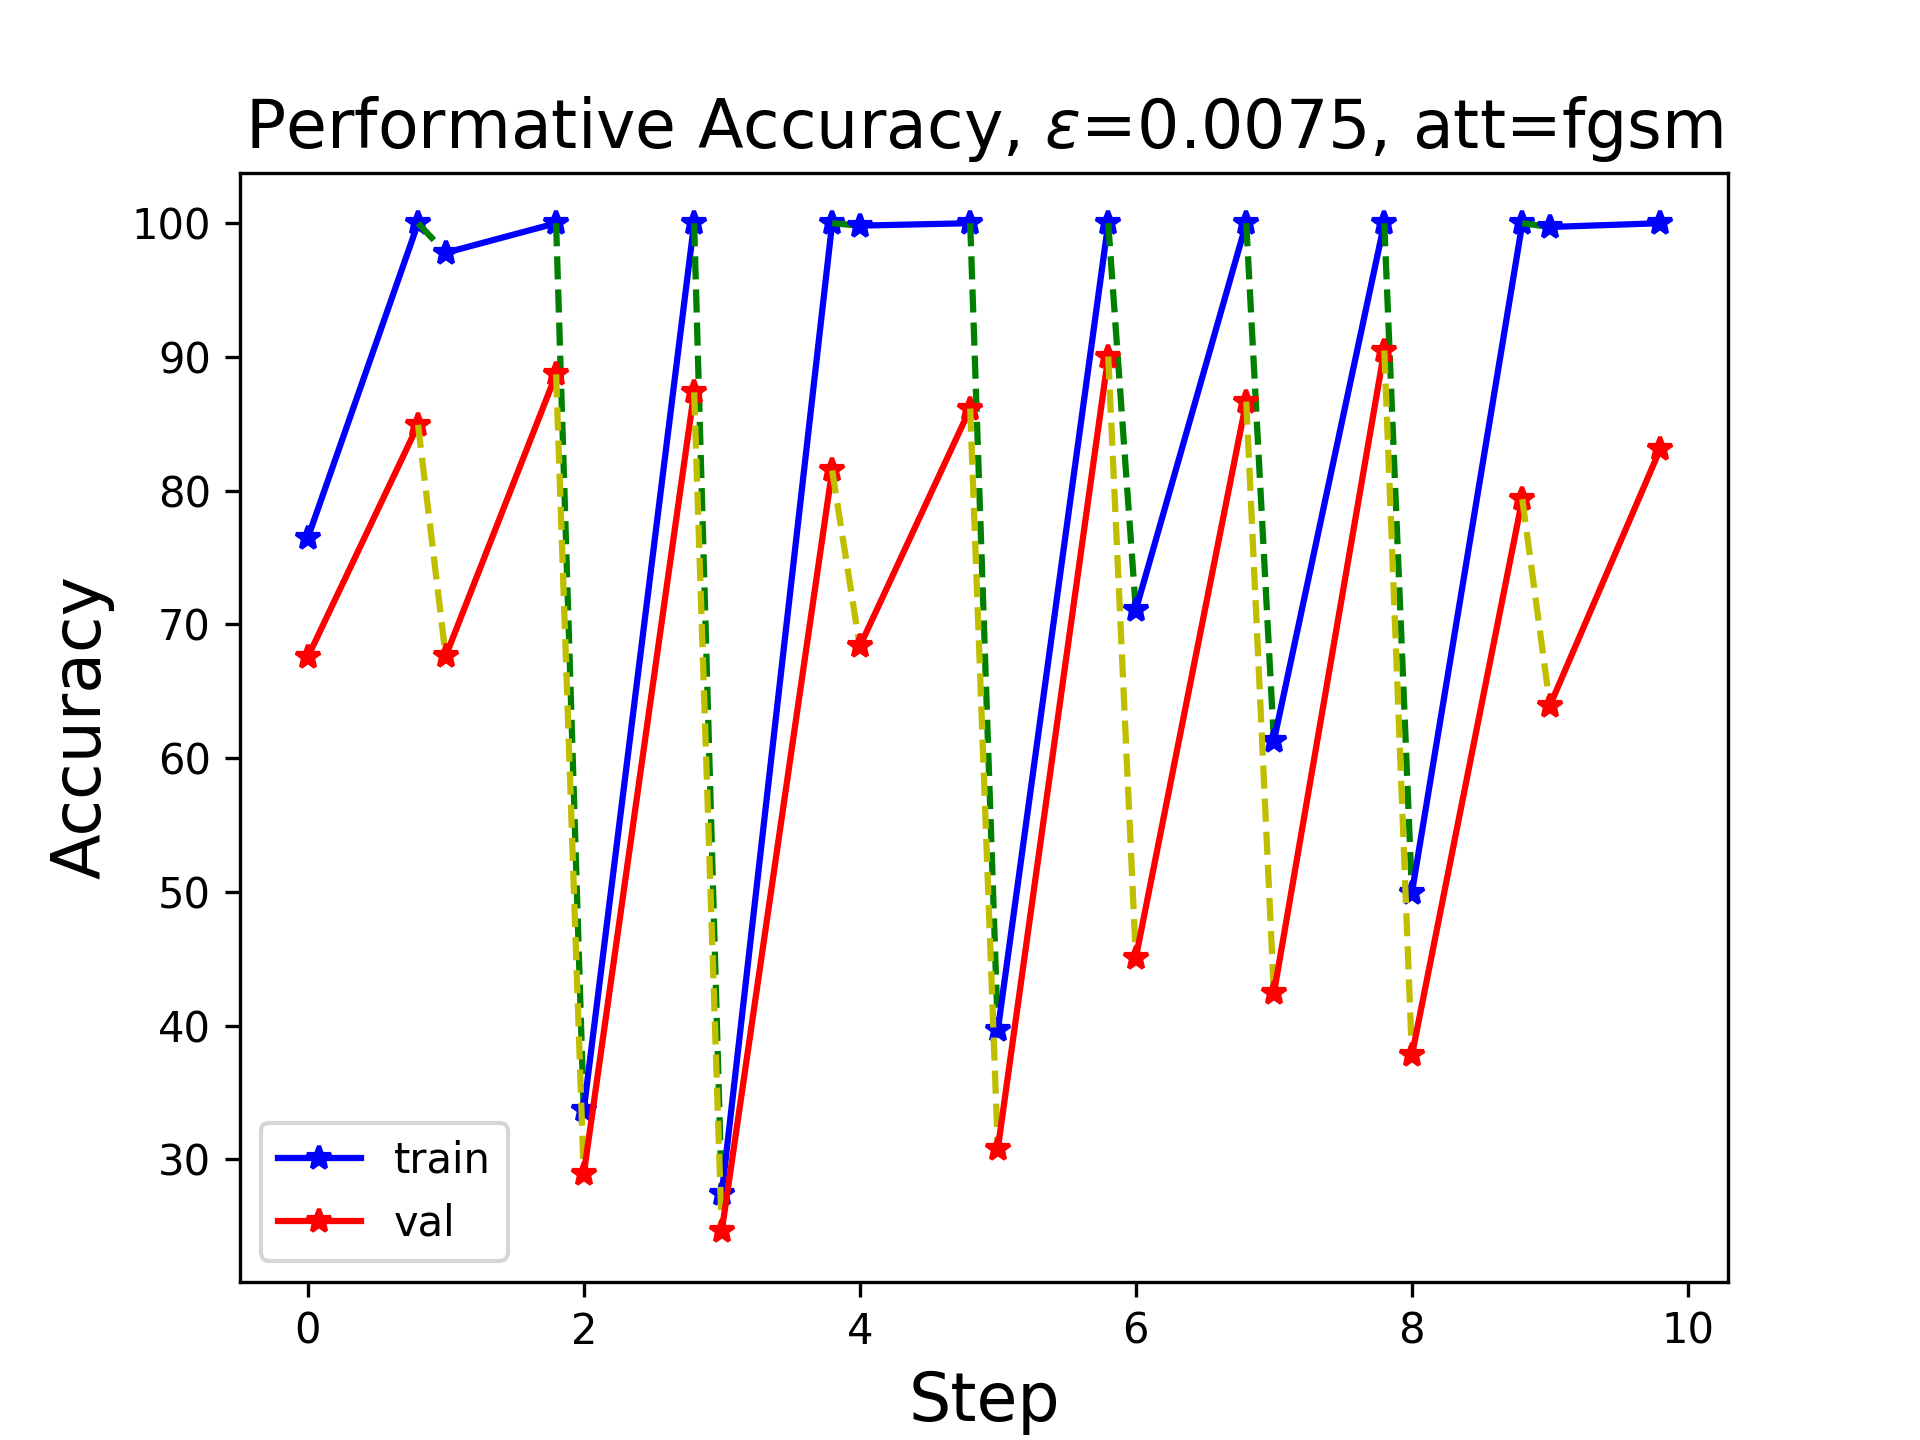 Performative Accuracy, ε=0.0075, att=fgsm
100
90
80
70
60
50
40
30
Accuracy
train
val
0 2 4 6 8 10
Step